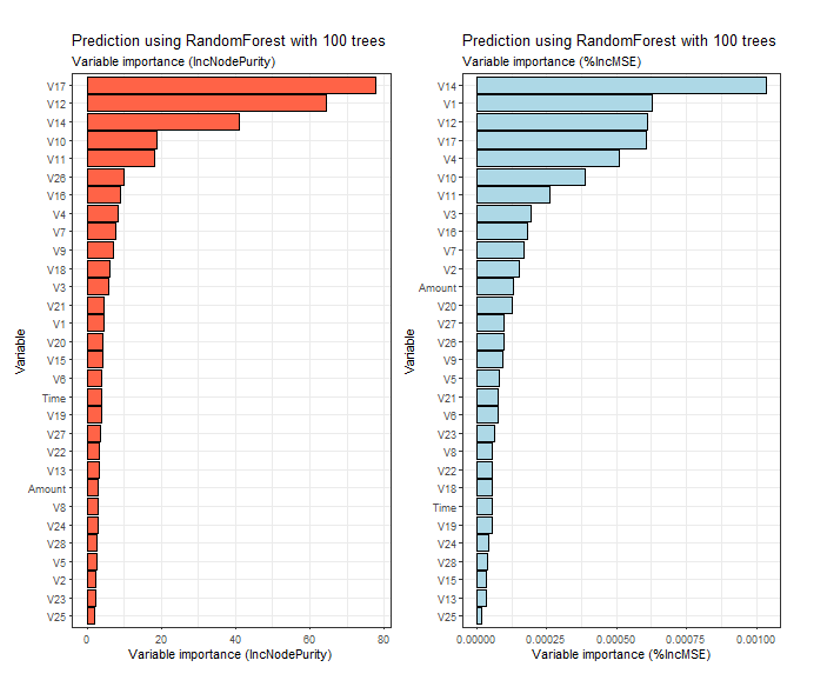 Prediction using RandomForest with 100 trees
Variable importance (IncNodePurity)
V17
V12
V14
V10
V11
V26
V16
V4
V7
V9
V18
V3
V21
V1
V20
V15
V6
Time
V19
V27
V22
V13
Amount
V8
V24
V28
V5
V2
V23
V25
Variable
0 20 40 60 80
Variable importance (IncNodePurity)
Prediction using RandomForest with 100 trees
Variable importance (%IncMSE)
V14
V1
V12
V17
V4
V10
V11
V3
V16
V7
V2
Amount
V20
V27
V26
V9
V5
V21
V6
V23
V8
V22
V18
Time
V19
V24
V28
V15
V13
V25
Variable
0.00000 0.00025 0.00050 0.00075 0.00100
Variable importance (%IncMSE)